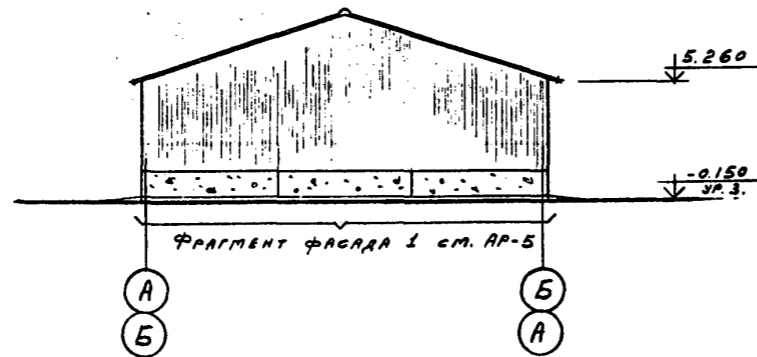 5.260
-0.150
УР. З.
ФРАГМЕНТ ФАСАДА 1 СМ. АР-5
А
Б
Б
А